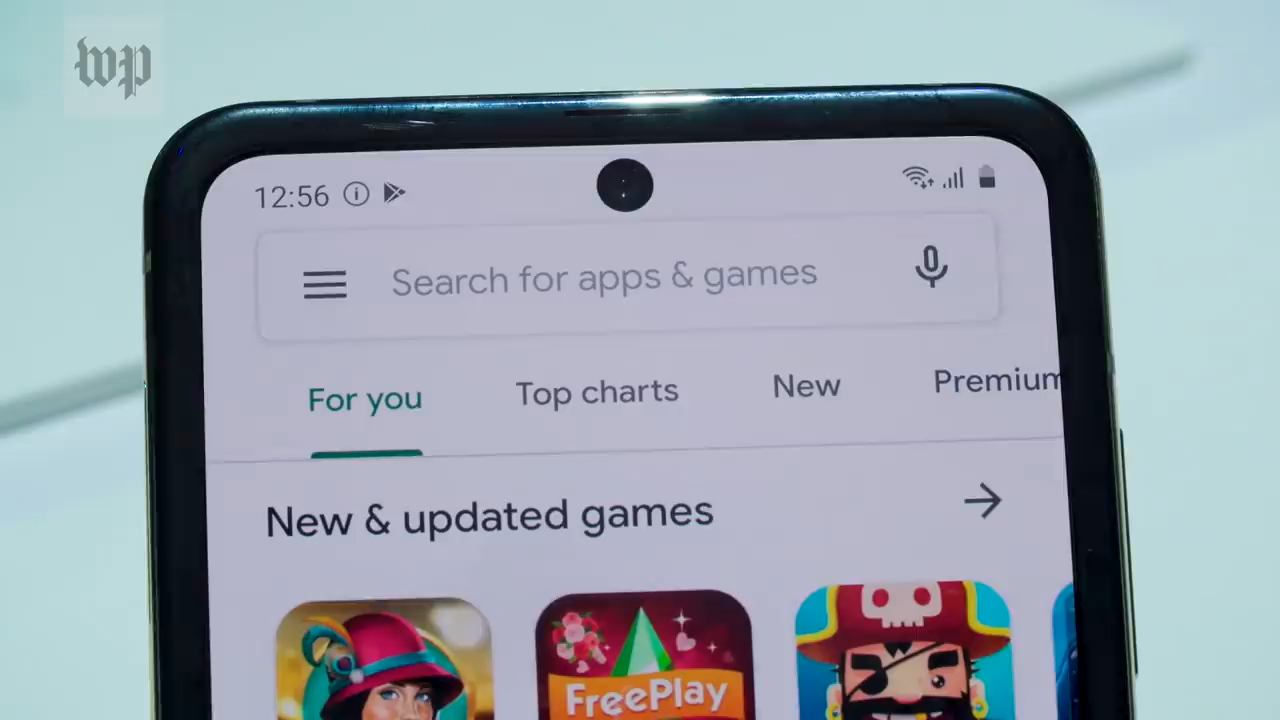 wp
12:56
Search for apps & games
For you Top charts New Premium
New & updated games
FreePlay